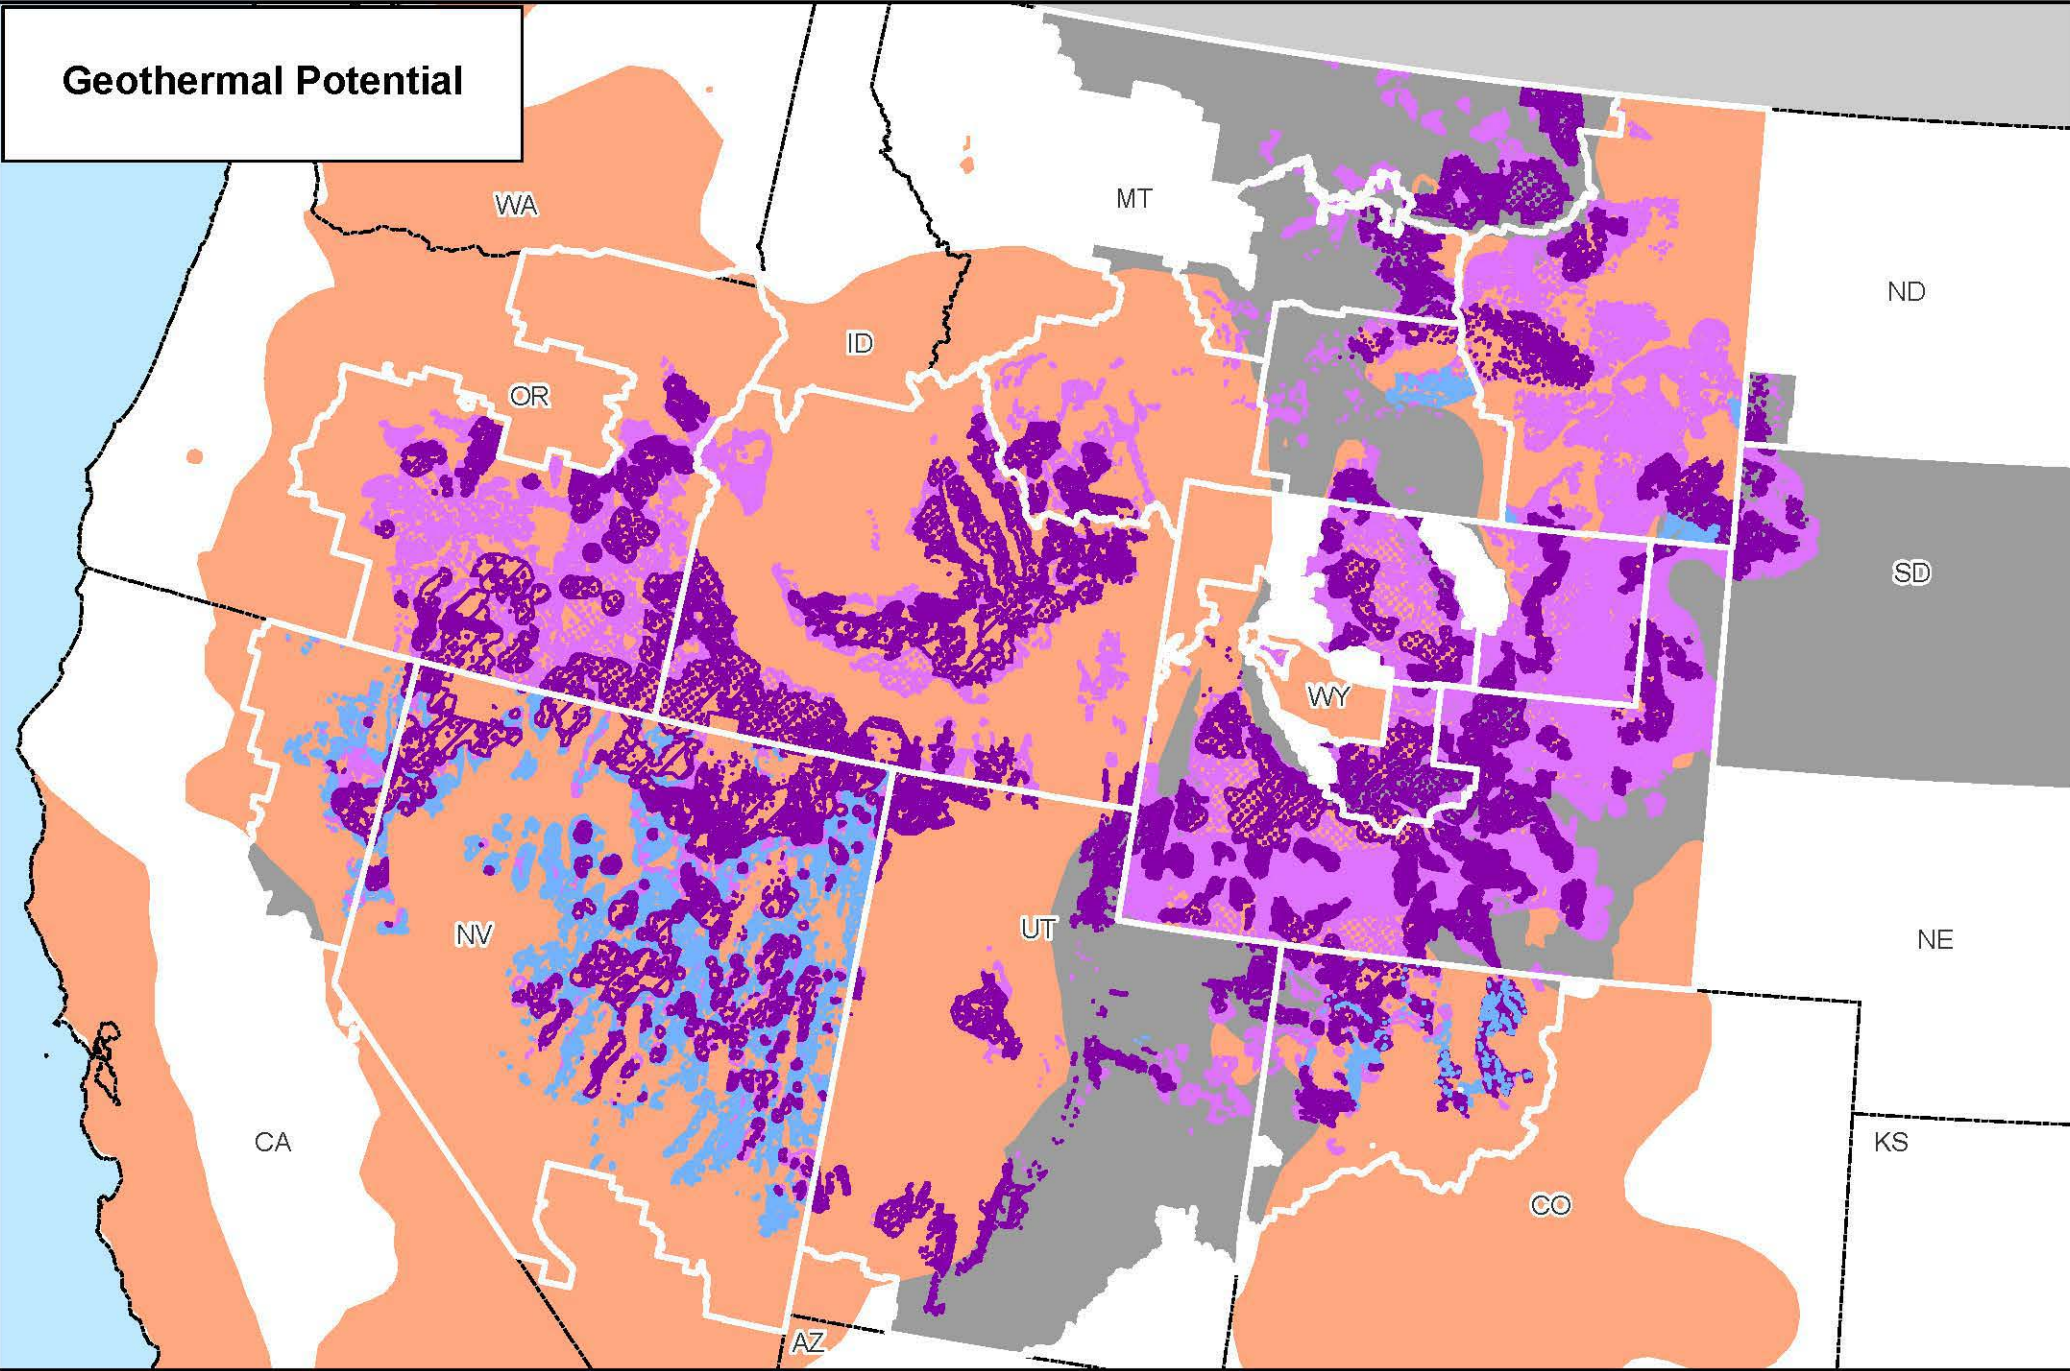 Geothermal Potential
WA
MT
ND
ID
OR
SD
WY
NV
UT
NE
CA
KS
CO
AZ